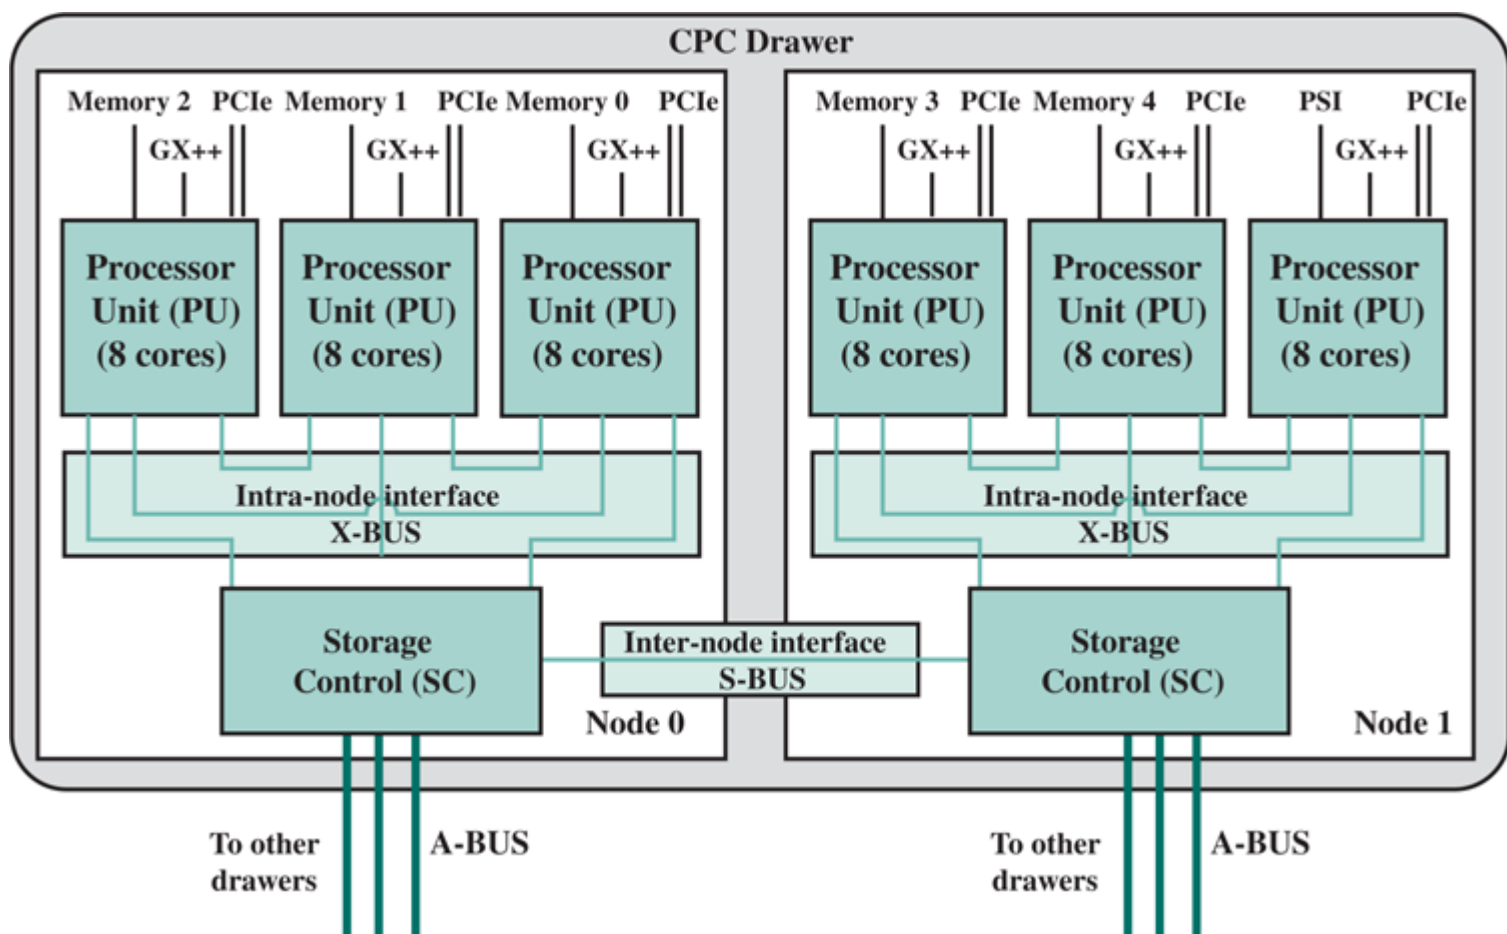 CPC Drawer
Memory 2 PCIe Memory 1 PCIe Memory 0 PCIe
GX++ GX++ GX++
Processor
Unit (PU)
(8 cores)
Processor
Unit (PU)
(8 cores)
Processor
Unit (PU)
(8 cores)
Intra-node interface
X-BUS
Storage
Control (SC)
Node 0
Inter-node interface
S-BUS
Memory 3 PCIe Memory 4 PCIe PSI PCIe
GX++ GX++ GX++
Processor
Unit (PU)
(8 cores)
Processor
Unit (PU)
(8 cores)
Processor
Unit (PU)
(8 cores)
Intra-node interface
X-BUS
Storage
Control (SC)
Node 1
To other
drawers
A-BUS
To other
drawers
A-BUS